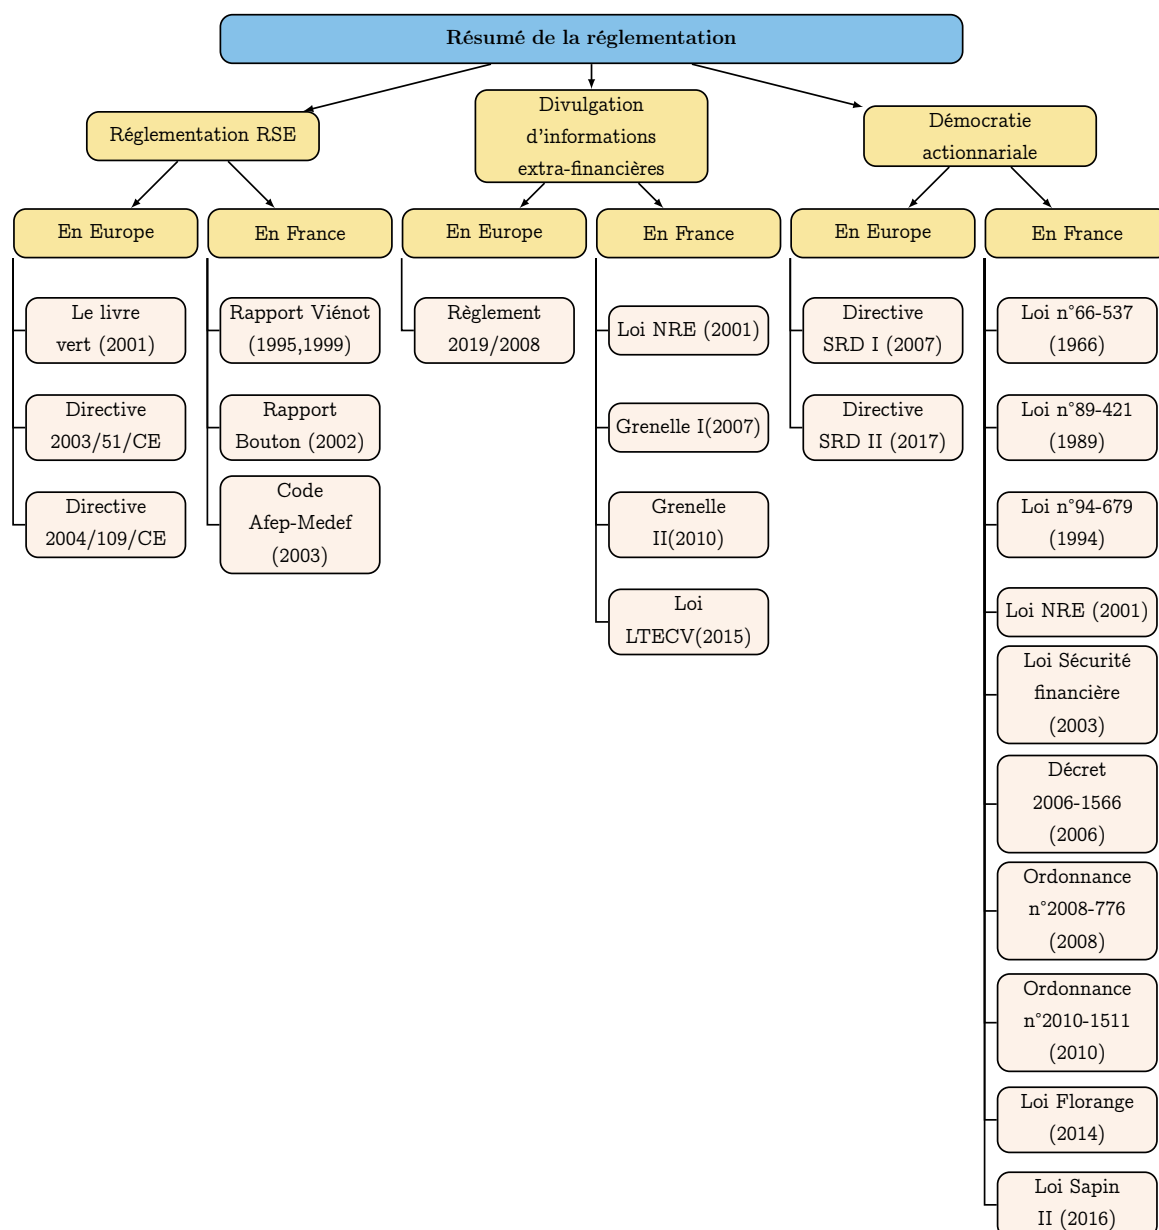 Résumé de la réglementation
Réglementation RSE
Divulgation
d'informations
extra-financières
Démocratie
actionnariale
En Europe
En France
En Europe
En France
En Europe
En France
Le livre
vert (2001)
Directive
2003/51/CE
Directive
2004/109/CE
Rapport Viénot
(1995,1999)
Rapport
Bouton (2002)
Code
Afep-Medef
(2003)
Règlement
2019/2008
Loi NRE (2001)
Grenelle I(2007)
Grenelle
II(2010)
Loi
LTECV(2015)
Directive
SRD I (2007)
Directive
SRD II (2017)
Loi n°66-537
(1966)
Loi n°89-421
(1989)
Loi n°94-679
(1994)
Loi NRE (2001)
Loi Sécurité
financière
(2003)
Décret
2006-1566
(2006)
Ordonnance
n°2008-776
(2008)
Ordonnance
n°2010-1511
(2010)
Loi Florange
(2014)
Loi Sapin
II (2016)